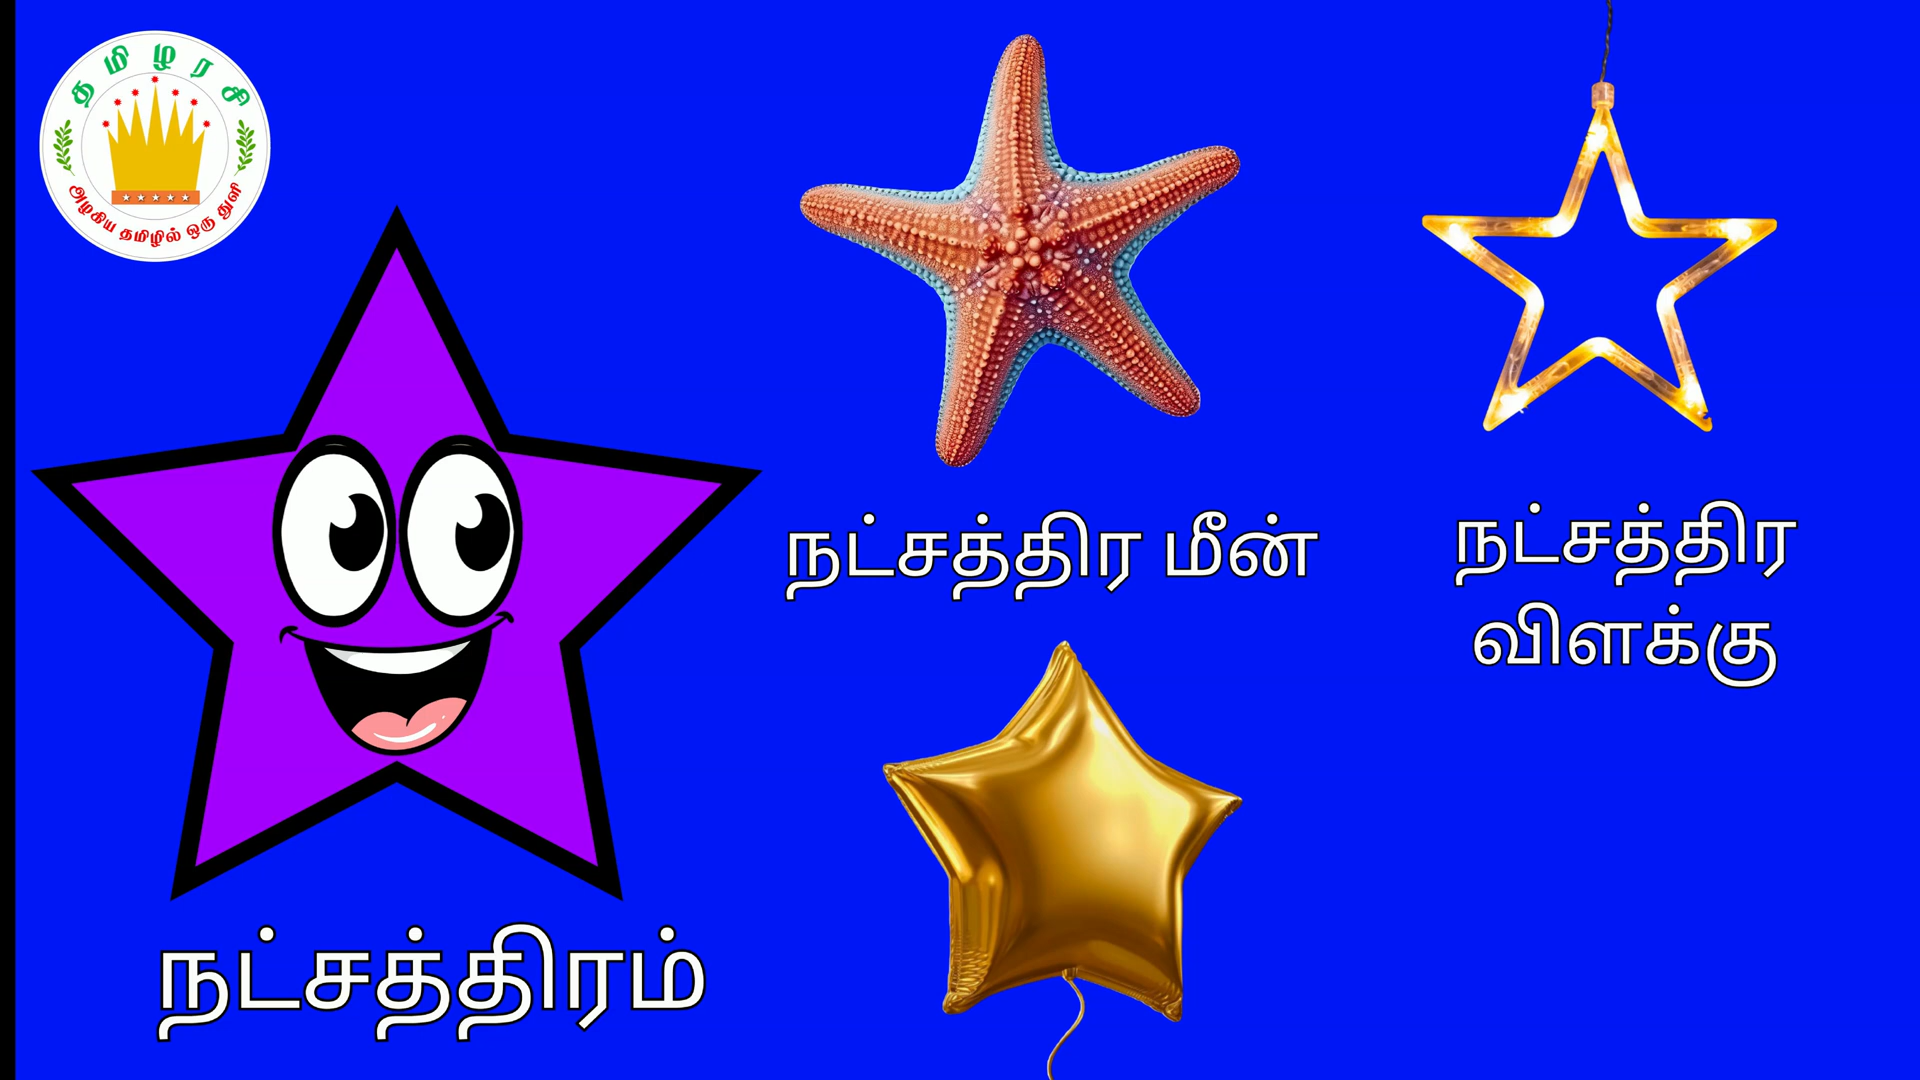 தமிழரசி
அழகிய தமிழில் ஒரு துளி
நட்சத்திர மீன்
நட்சத்திர
விளக்கு
நட்சத்திரம்